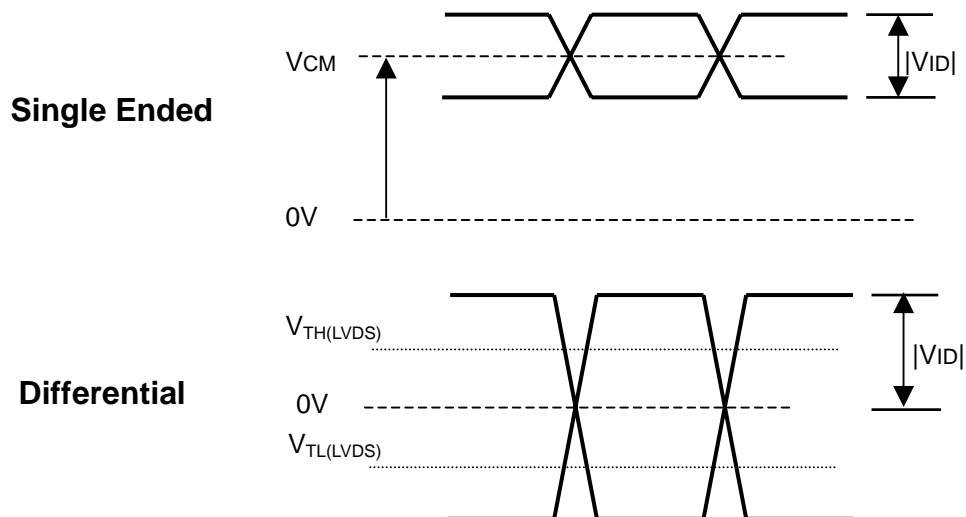 VCM
|VID|
Single Ended
0V
VTH(LVDS)
|VID|
Differential
0V
VTL(LVDS)